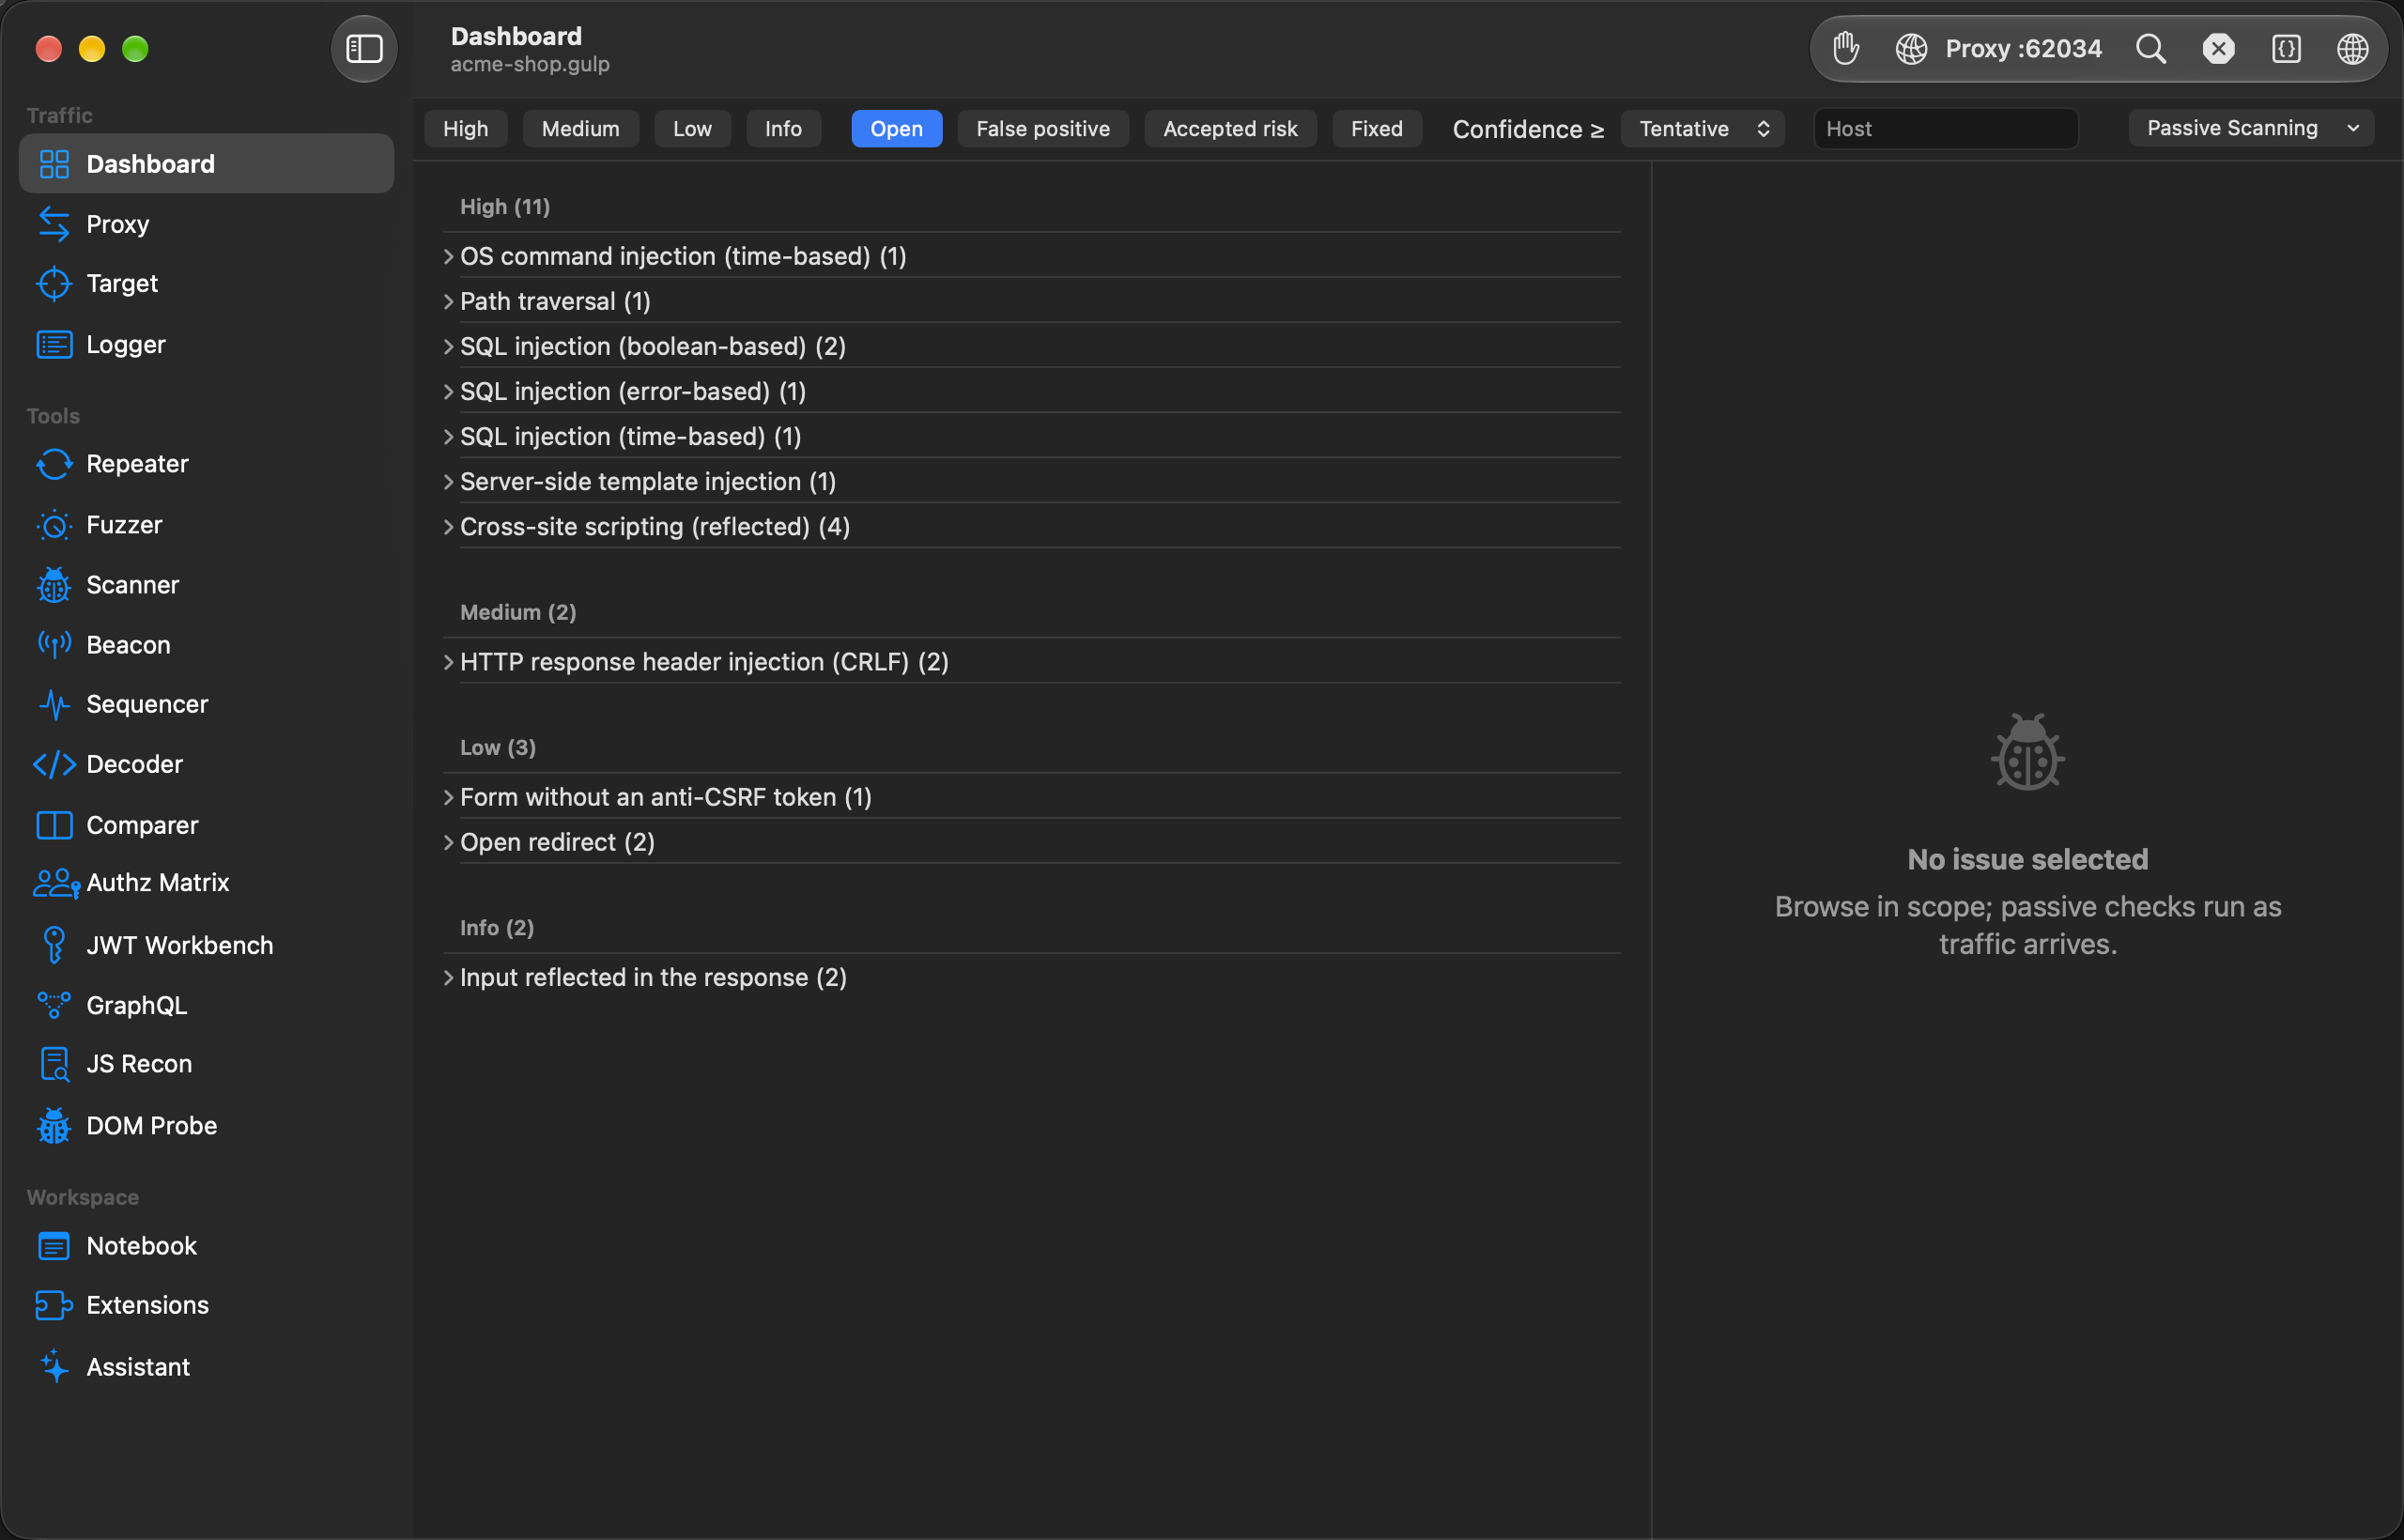 Dashboard
acme-shop.gulp
Proxy :62034
Traffic
Dashboard
Proxy
Target
Logger
Tools
Repeater
Fuzzer
Scanner
Beacon
Sequencer
Decoder
Comparer
Authz Matrix
JWT Workbench
GraphQL
JS Recon
DOM Probe
Workspace
Notebook
Extensions
Assistant
High Medium Low Info Open False positive Accepted risk Fixed Confidence ≥ Tentative Host Passive Scanning
High (11)
OS command injection (time-based) (1)
Path traversal (1)
SQL injection (boolean-based) (2)
SQL injection (error-based) (1)
SQL injection (time-based) (1)
Server-side template injection (1)
Cross-site scripting (reflected) (4)
Medium (2)
HTTP response header injection (CRLF) (2)
Low (3)
Form without an anti-CSRF token (1)
Open redirect (2)
Info (2)
Input reflected in the response (2)
No issue selected
Browse in scope; passive checks run as
traffic arrives.